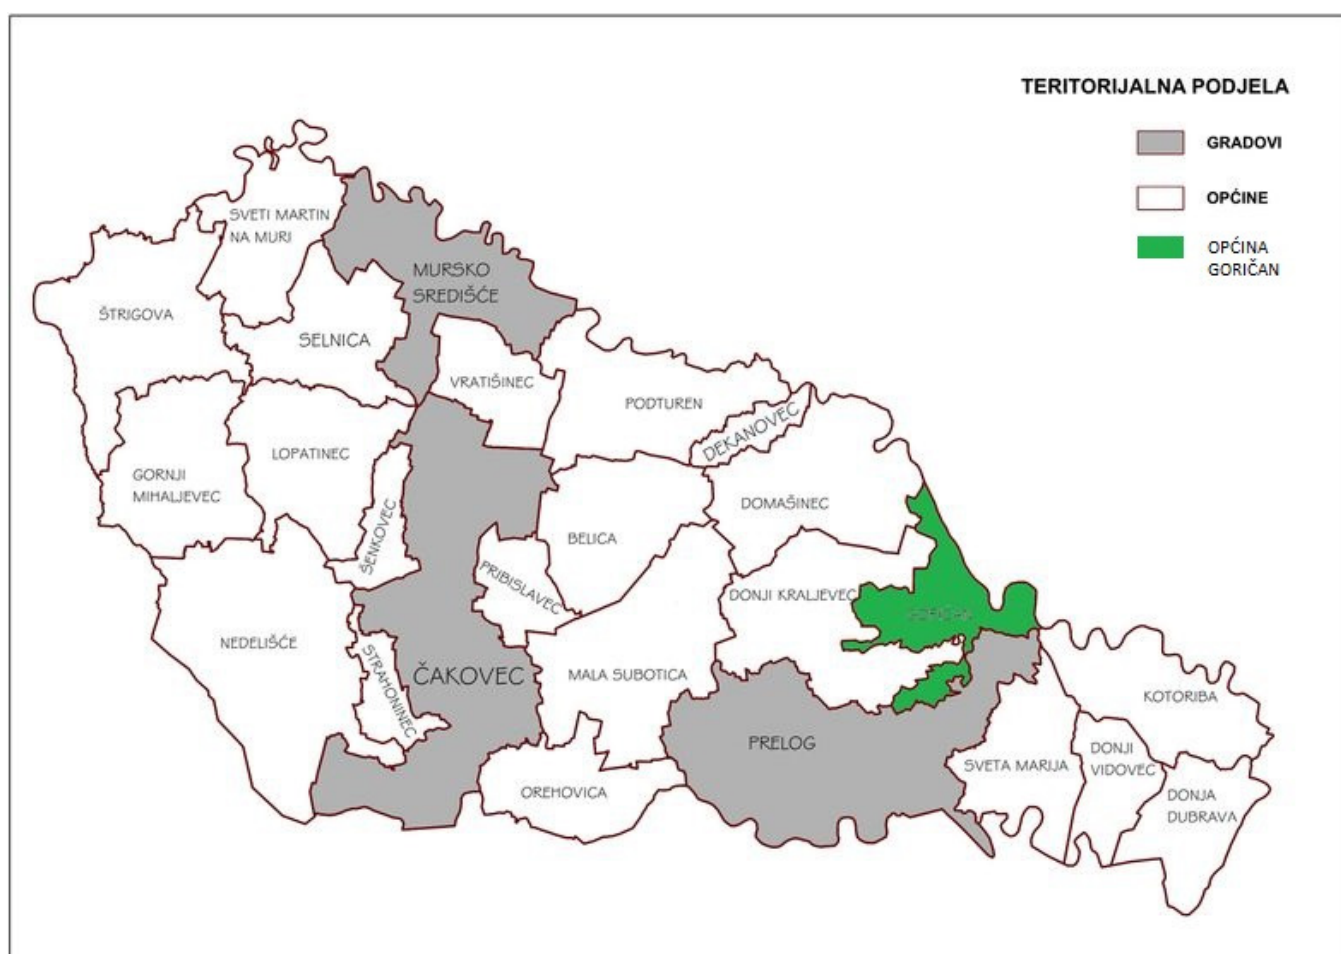 TERITORIJALNA PODJELA
GRADOVI
OPĆINE
OPĆINA
GORIČAN
SVETI MARTIN
NA MURI
MURSKO
SREDIŠĆE
ŠTRIGOVA
SELNICA
VRATIŠINEC
PODTUREN
DEKANOVEC
LOPATINEC
GORNJI
MIHALJEVEC
ŠENKOVEC
BELICA
DOMAŠINEC
PRIBISLAVEC
DONJI KRALJEVEC
GORIČAN
NEDELIŠĆE
STRAHONINEC
ČAKOVEC
MALA SUBOTICA
PRELOG
KOTORIBA
SVETA MARIJA
DONJI
VIDOVEC
OREHOVICA
DONJA
DUBRAVA